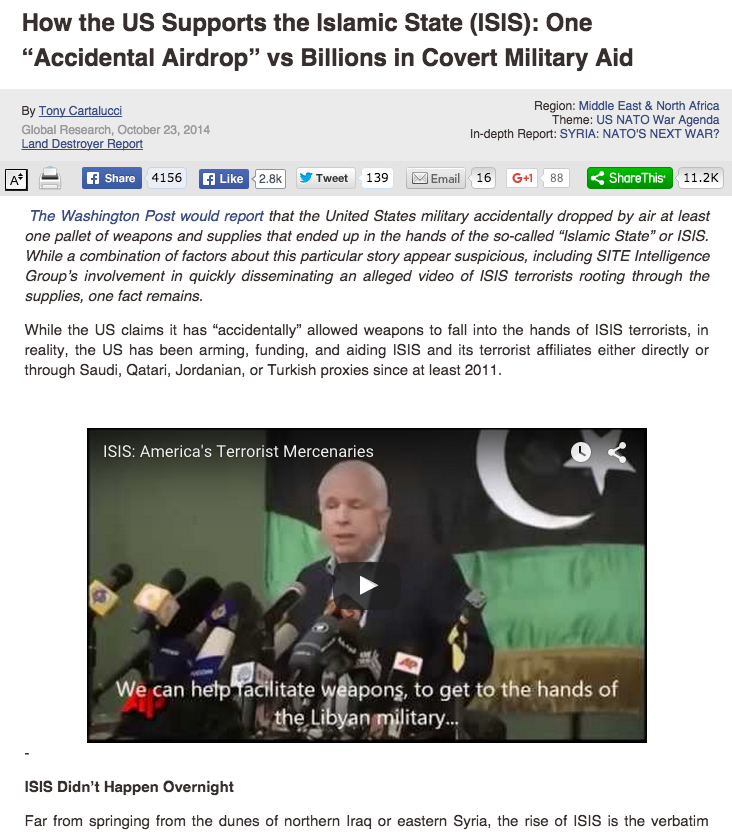 How the US Supports the Islamic State (ISIS): One
“Accidental Airdrop” vs Billions in Covert Military Aid
By Tony Cartalucci
Global Research, October 23, 2014
Land Destroyer Report
Region: Middle East & North Africa
Theme: US NATO War Agenda
In-depth Report: SYRIA: NATO'S NEXT WAR?
A Share 4156 Like 2.8k Tweet 139 Email 16 G+1 88 ShareThis 11.2K
The Washington Post would report that the United States military accidentally dropped by air at least
one pallet of weapons and supplies that ended up in the hands of the so-called “Islamic State” or ISIS.
While a combination of factors about this particular story appear suspicious, including SITE Intelligence
Group’s involvement in quickly disseminating an alleged video of ISIS terrorists rooting through the
supplies, one fact remains.
While the US claims it has “accidentally” allowed weapons to fall into the hands of ISIS terrorists, in
reality, the US has been arming, funding, and aiding ISIS and its terrorist affiliates either directly or
through Saudi, Qatari, Jordanian, or Turkish proxies since at least 2011.
ISIS: America's Terrorist Mercenaries
AP
We can help facilitate weapons, to get to the hands of
the Libyan military...
AP
-
ISIS Didn’t Happen Overnight
Far from springing from the dunes of northern Iraq or eastern Syria, the rise of ISIS is the verbatim